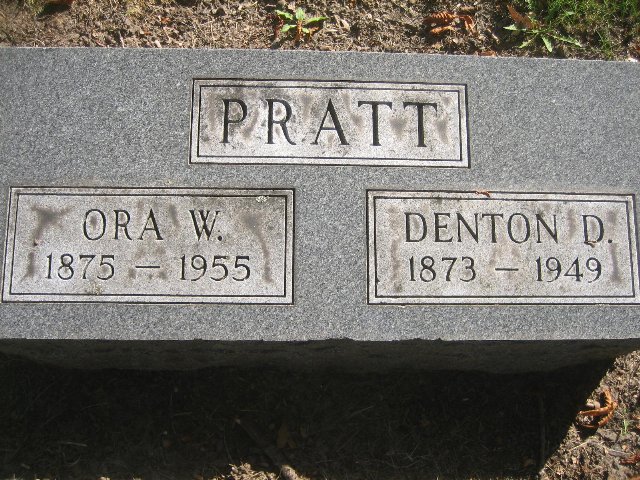 PRATT
ORA W.
1875 — 1955
DENTON D.
1873 — 1949